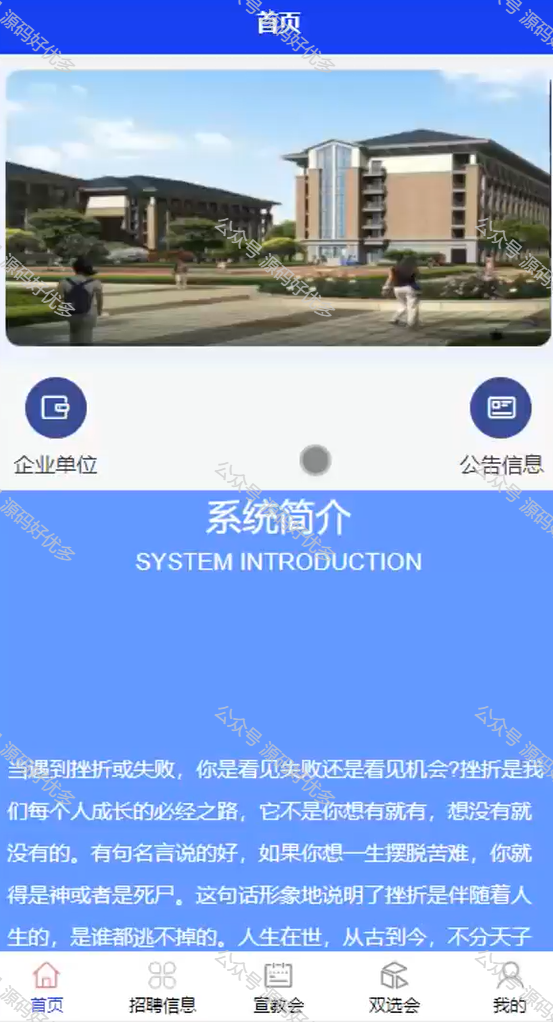 首页
企业单位
公告信息
系统简介
SYSTEM INTRODUCTION
当遇到挫折或失败，你是看见失败还是看见机会?挫折是我
们每个人成长的必经之路，它不是你想有就有，想没有就
没有的。有句名言说的好，如果你想一生摆脱苦难，你就
得是神或者是死尸。这句话形象地说明了挫折是伴随着人
生的，是谁都逃不掉的。人生在世，从古到今，不分天子
首页 招聘信息 宣教会 双选会 我的
公众号 源码好优多